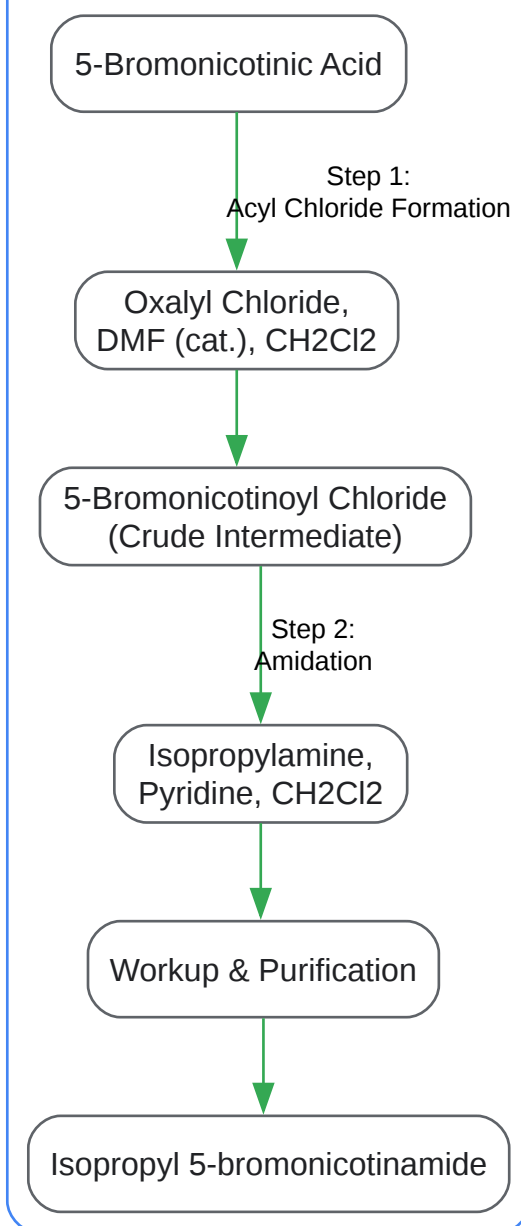 5-Bromonicotinic Acid
Step 1:
Acyl Chloride Formation
Oxalyl Chloride,
DMF (cat.), CH2Cl2
5-Bromonicotinoyl Chloride
(Crude Intermediate)
Step 2:
Amidation
Isopropylamine,
Pyridine, CH2Cl2
Workup & Purification
Isopropyl 5-bromonicotinamide